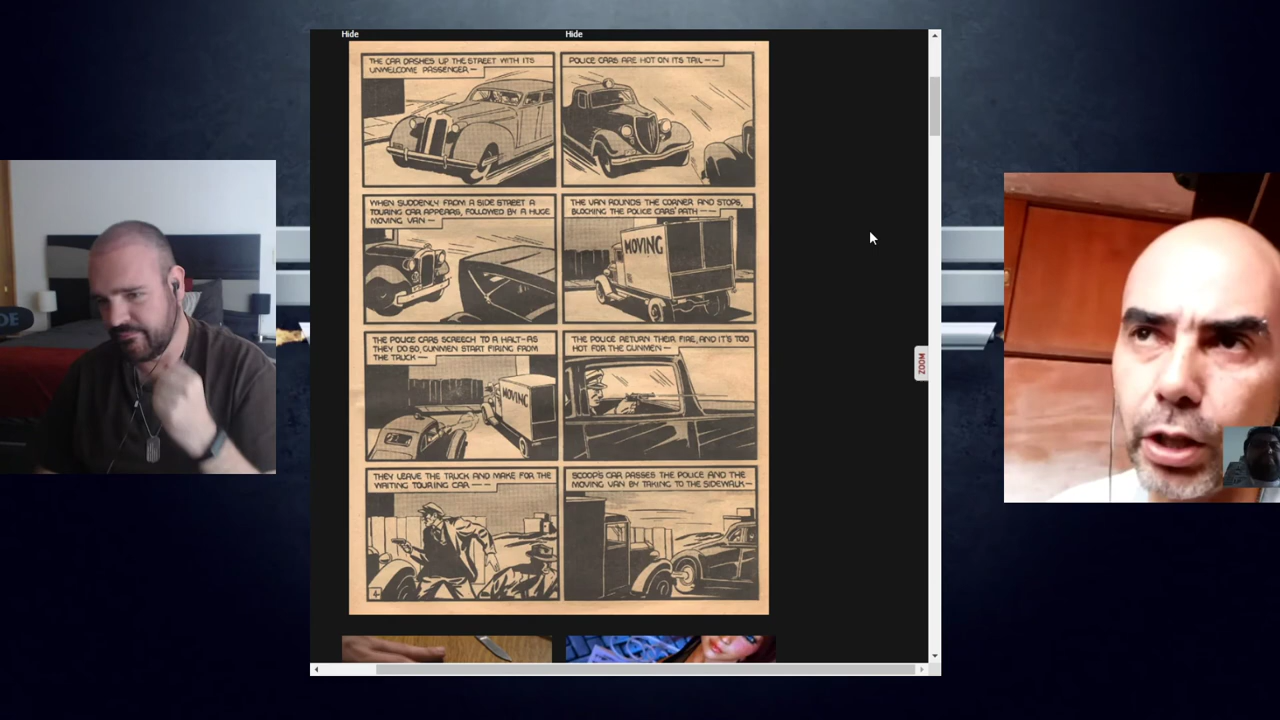 Hide
Hide
THE CAR DASHES UP THE STREET WITH ITS
UNWELCOME PASSENGER—
POLICE CARS ARE HOT ON ITS TAIL——
WHEN SUDDENLY FROM A SIDE STREET A
TOURING CAR APPEARS, FOLLOWED BY A HUGE
MOVING VAN—
THE VAN ROUNDS THE CORNER AND STOPS,
BLOCKING THE POLICE CARS' PATH——
MOVING
THE POLICE CARS SCREECH TO A HALT—AS
THEY DO SO, GUNMEN START FIRING FROM
THE TRUCK—
MOVING
THE POLICE RETURN THEIR FIRE, AND IT'S TOO
HOT FOR THE GUNMEN—
THEY LEAVE THE TRUCK AND MAKE FOR THE
WAITING TOURING CAR——
4
SCOOP'S CAR PASSES THE POLICE AND THE
MOVING VAN BY TAKING TO THE SIDEWALK—
ZOOM
DE